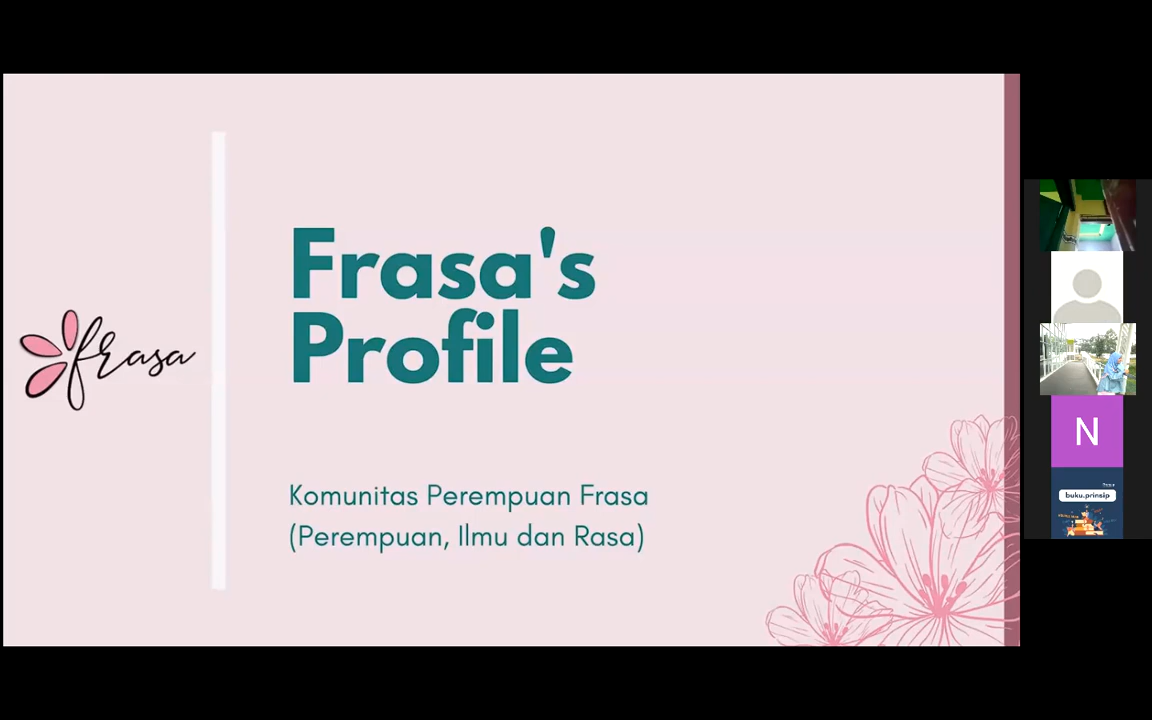 frasa
Frasa's
Profile
Komunitas Perempuan Frasa
(Perempuan, Ilmu dan Rasa)
N
buku.prinsip